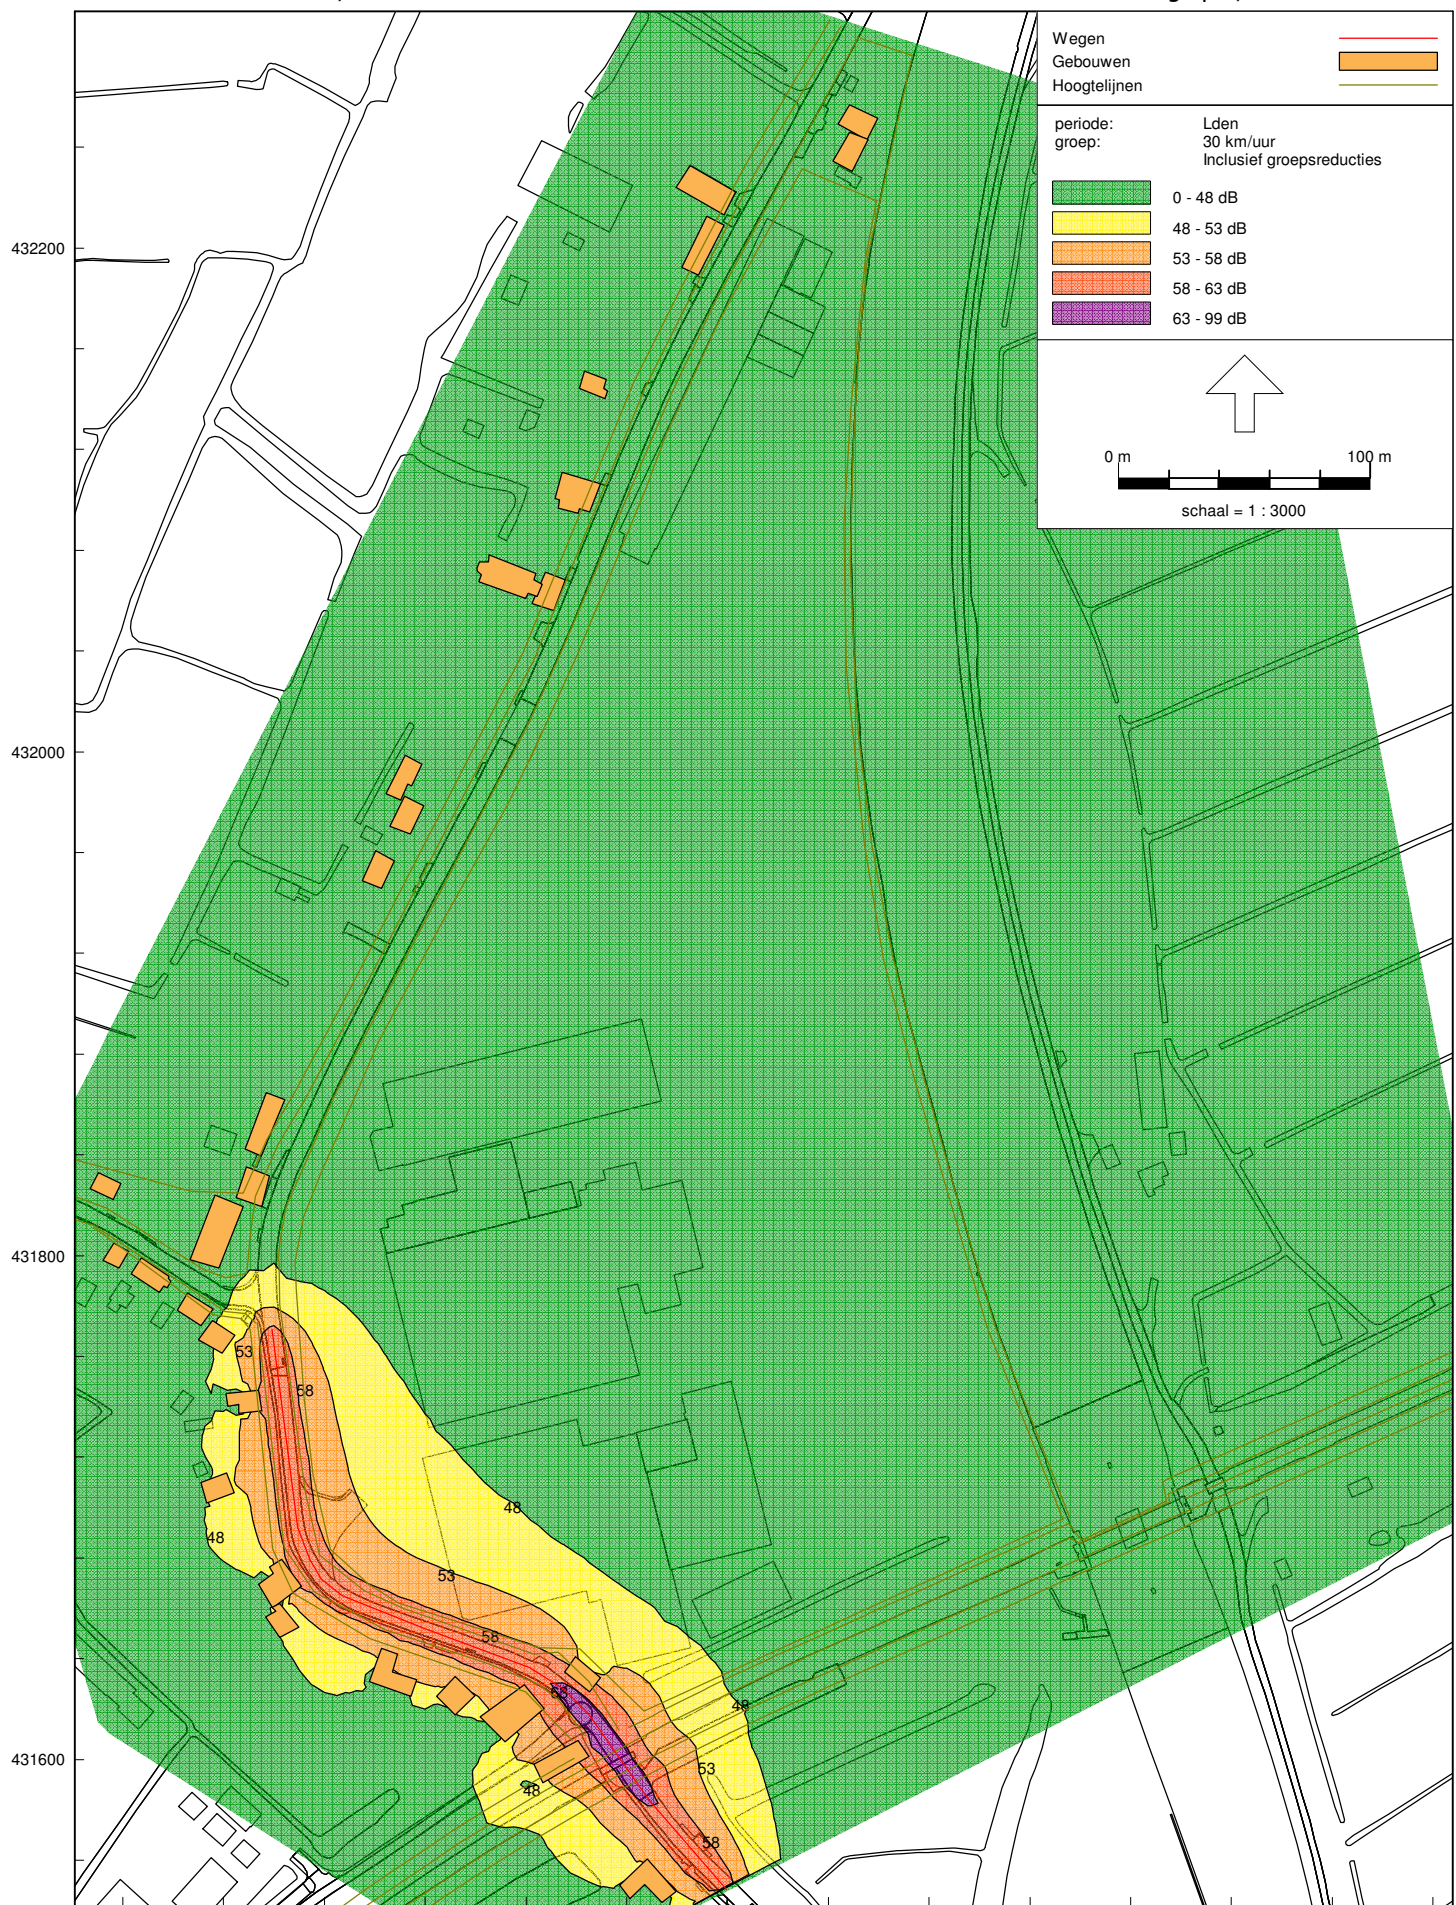 Wegen
Gebouwen
Hoogtelijnen
periode: Lden
groep: 30 km/uur
Inclusief groepsreducties
0 - 48 dB
48 - 53 dB
53 - 58 dB
58 - 63 dB
63 - 99 dB
0 m 100 m
schaal = 1 : 3000
432200
432000
431800
53
58
48
48
53
58
48
431600
53
48
58